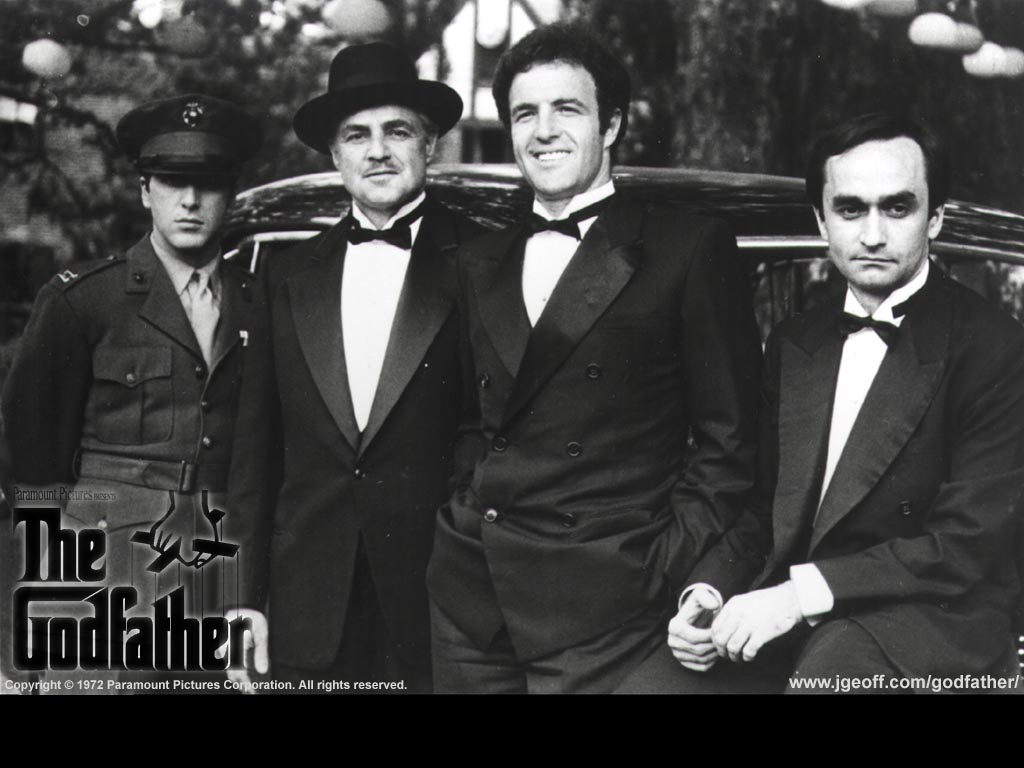 Paramount Pictures PRESENTS
The
Godfather
Copyright © 1972 Paramount Pictures Corporation. All rights reserved.
www.jgeoff.com/godfather/